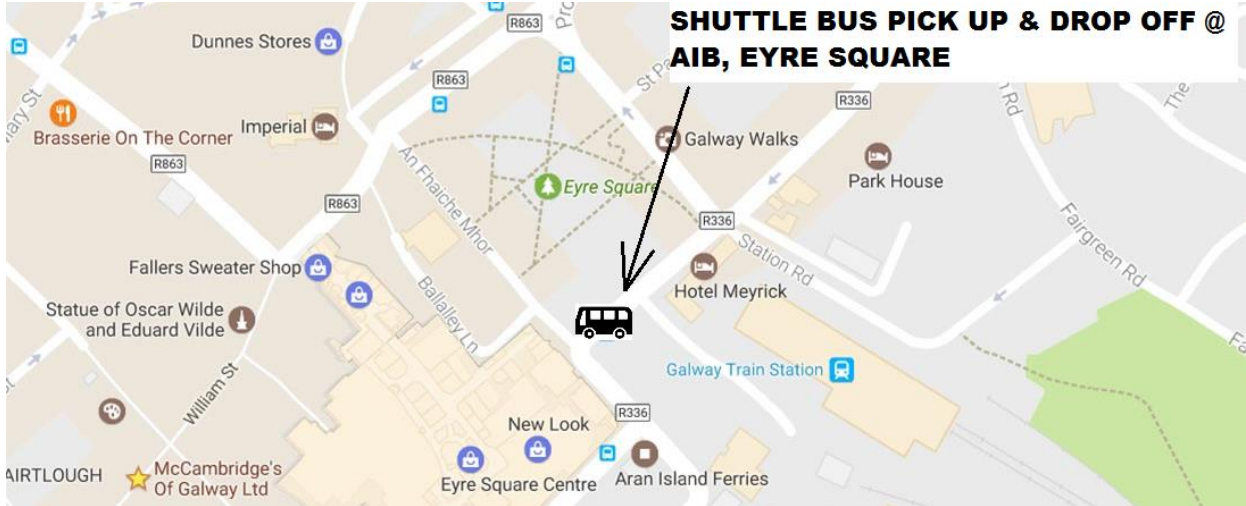 SHUTTLE BUS PICK UP & DROP OFF @
AIB, EYRE SQUARE
R863
Dunnes Stores
R863
R336
Brasserie On The Corner
Imperial
Galway Walks
R863
An Fhaiche Mhor
Eyre Square
Park House
R863
R336
Station Rd
Fairgreen Rd
Fallers Sweater Shop
Hotel Meyrick
Statue of Oscar Wilde
and Eduard Vilde
Ballalley Ln
Galway Train Station
William St
R336
New Look
McCambridge's
Of Galway Ltd
Eyre Square Centre
Aran Island Ferries
AIRTLOUGH